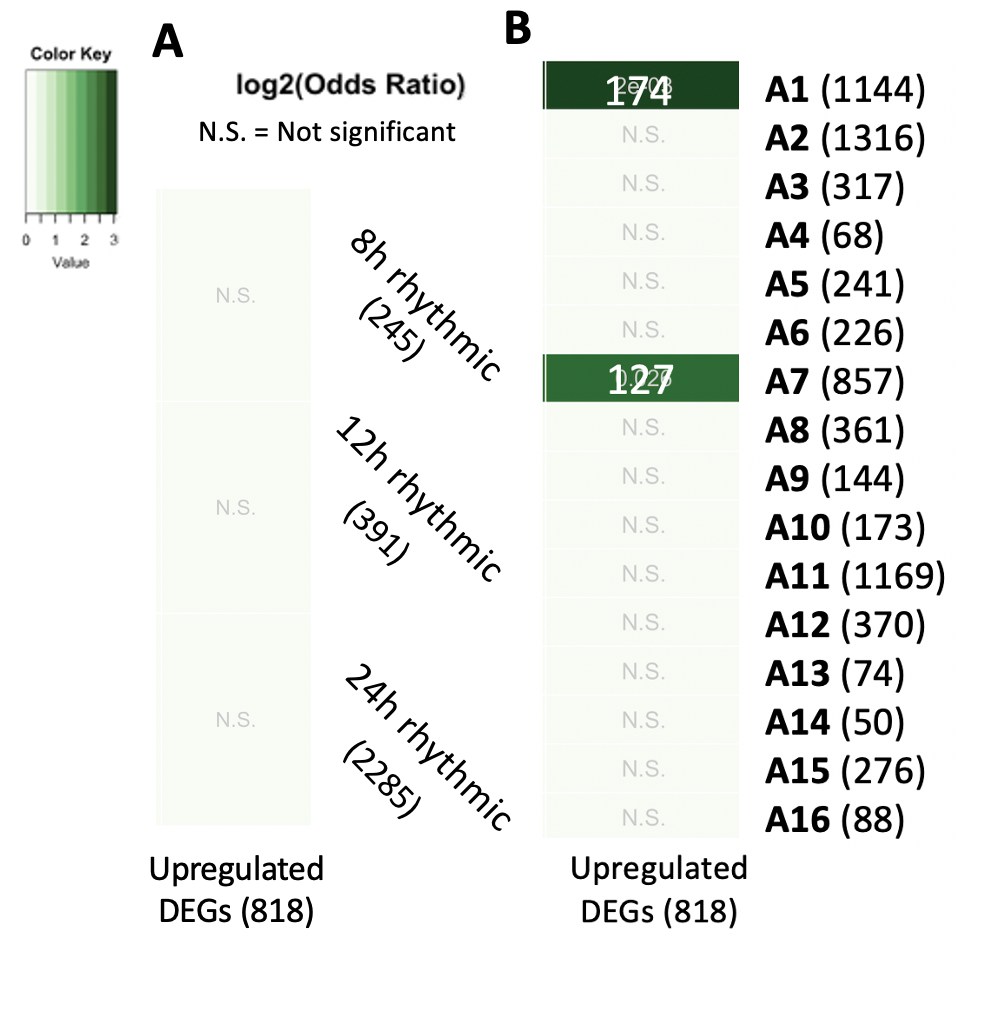 Color Key
0 1 2 3
Value
A
log2(Odds Ratio)
N.S. = Not significant
N.S.
8h rhythmic
(245)
N.S.
12h rhythmic
(391)
N.S.
24h rhythmic
(2285)
Upregulated
DEGs (818)
B
174 A1 (1144)
N.S. A2 (1316)
N.S. A3 (317)
N.S. A4 (68)
N.S. A5 (241)
N.S. A6 (226)
127 A7 (857)
N.S. A8 (361)
N.S. A9 (144)
N.S. A10 (173)
N.S. A11 (1169)
N.S. A12 (370)
N.S. A13 (74)
N.S. A14 (50)
N.S. A15 (276)
N.S. A16 (88)
Upregulated
DEGs (818)